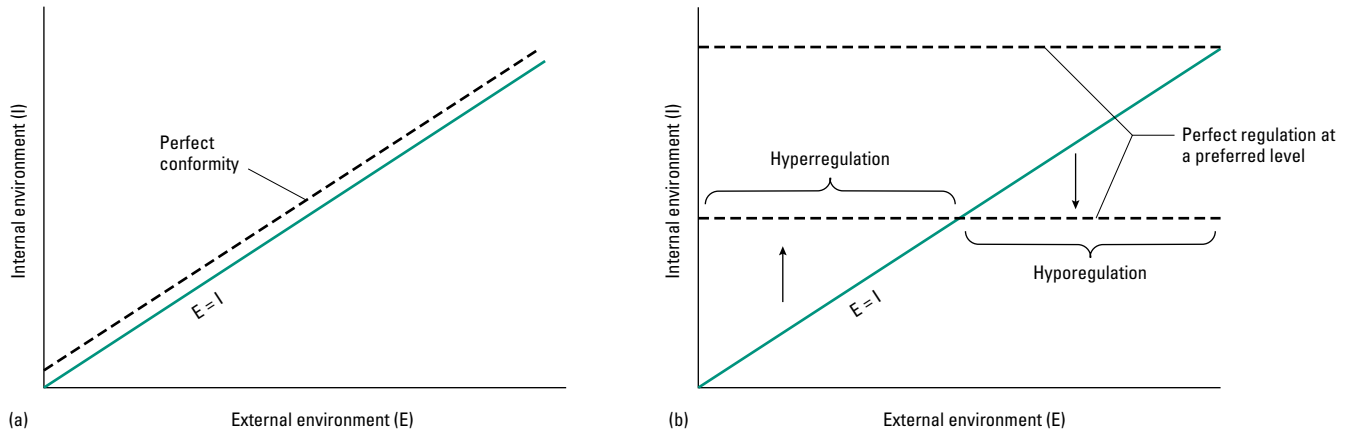 Internal environment (I)
Perfect
conformity
E = I
(a)
External environment (E)
Internal environment (I)
Hyperregulation
Perfect regulation at
a preferred level
Hyporegulation
E = I
(b)
External environment (E)